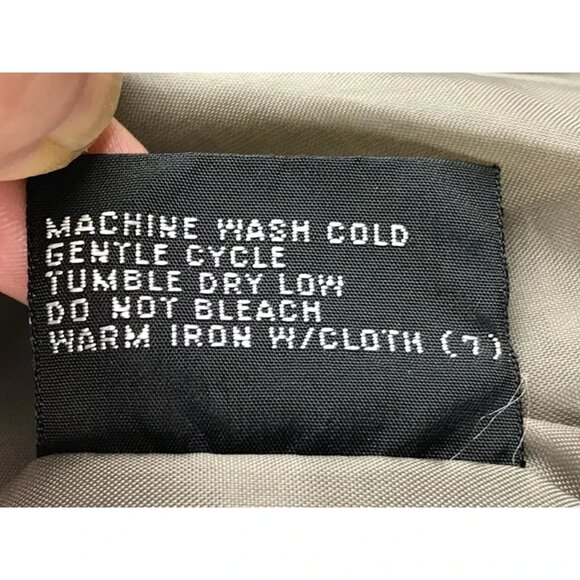 MACHINE WASH COLD
GENTLE CYCLE
TUMBLE DRY LOW
DO NOT BLEACH
WARM IRON W/CLOTH (7)